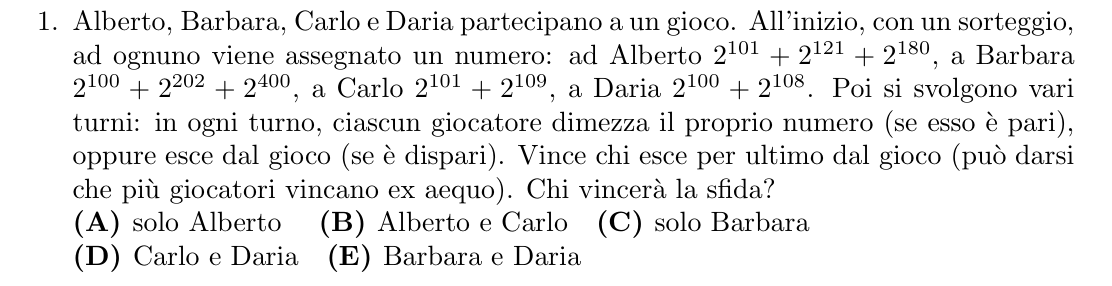 1. Alberto, Barbara, Carlo e Daria partecipano a un gioco. All'inizio, con un sorteggio,
ad ognuno viene assegnato un numero: ad Alberto 2^101 + 2^121 + 2^180, a Barbara
2^100 + 2^202 + 2^400, a Carlo 2^101 + 2^109, a Daria 2^100 + 2^108. Poi si svolgono vari
turni: in ogni turno, ciascun giocatore dimezza il proprio numero (se esso è pari),
oppure esce dal gioco (se è dispari). Vince chi esce per ultimo dal gioco (può darsi
che più giocatori vincano ex aequo). Chi vincerà la sfida?
(A) solo Alberto (B) Alberto e Carlo (C) solo Barbara
(D) Carlo e Daria (E) Barbara e Daria